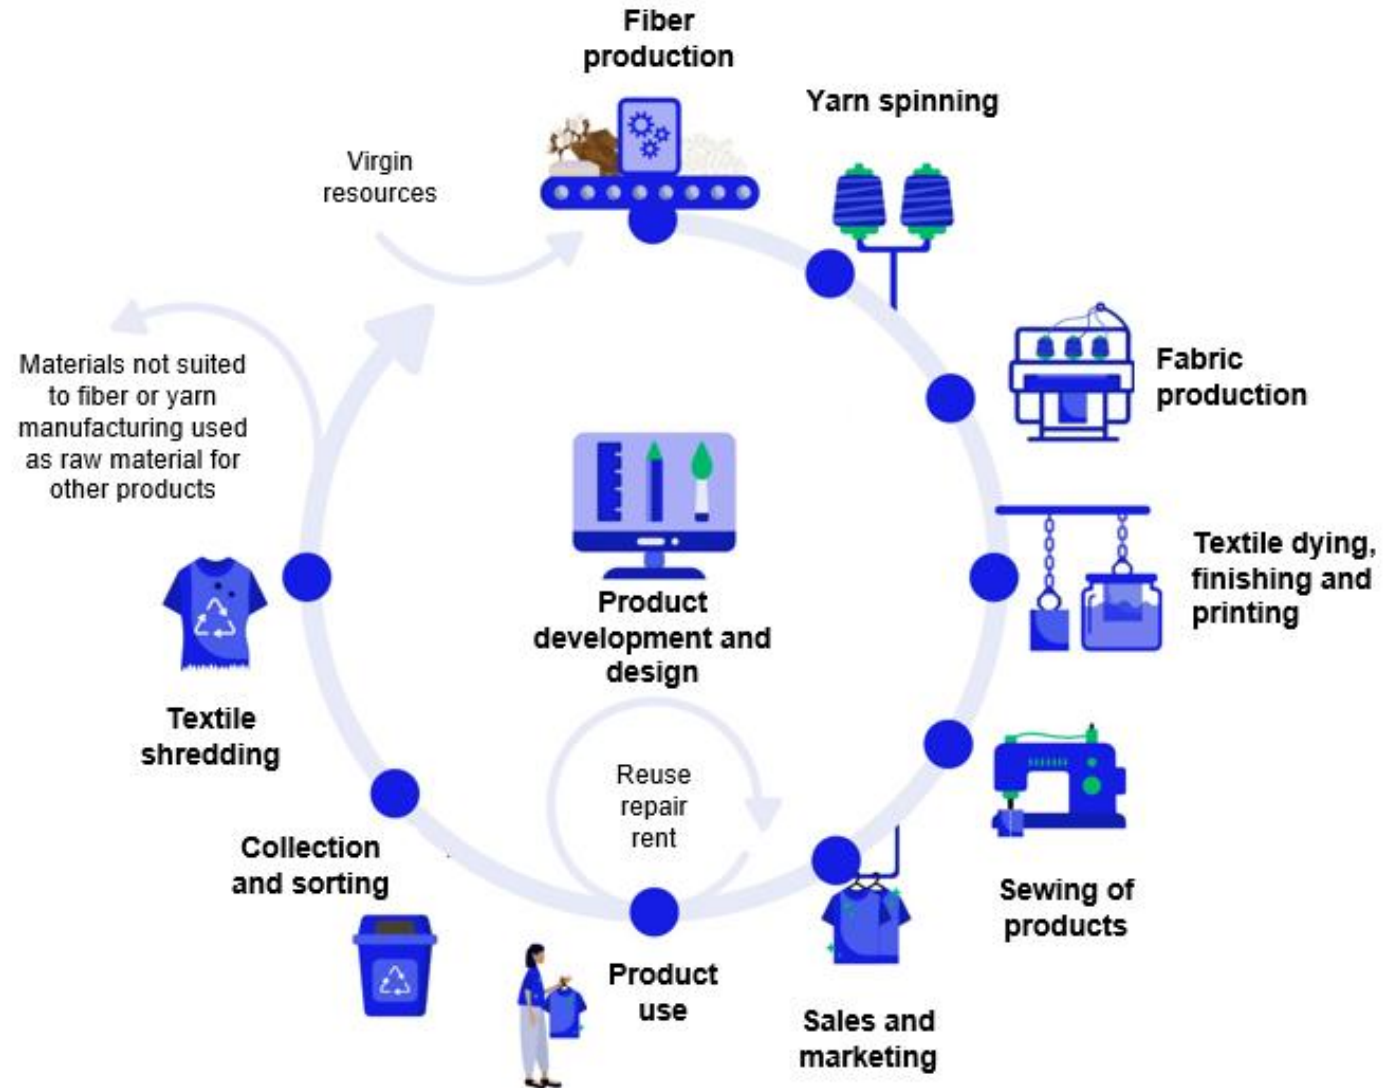 Fiber
production
Yarn spinning
Virgin
resources
Fabric
production
Materials not suited
to fiber or yarn
manufacturing used
as raw material for
other products
Textile dying,
finishing and
printing
Product
development and
design
Textile
shredding
Reuse
repair
rent
Collection
and sorting
Sewing of
products
Product
use
Sales and
marketing